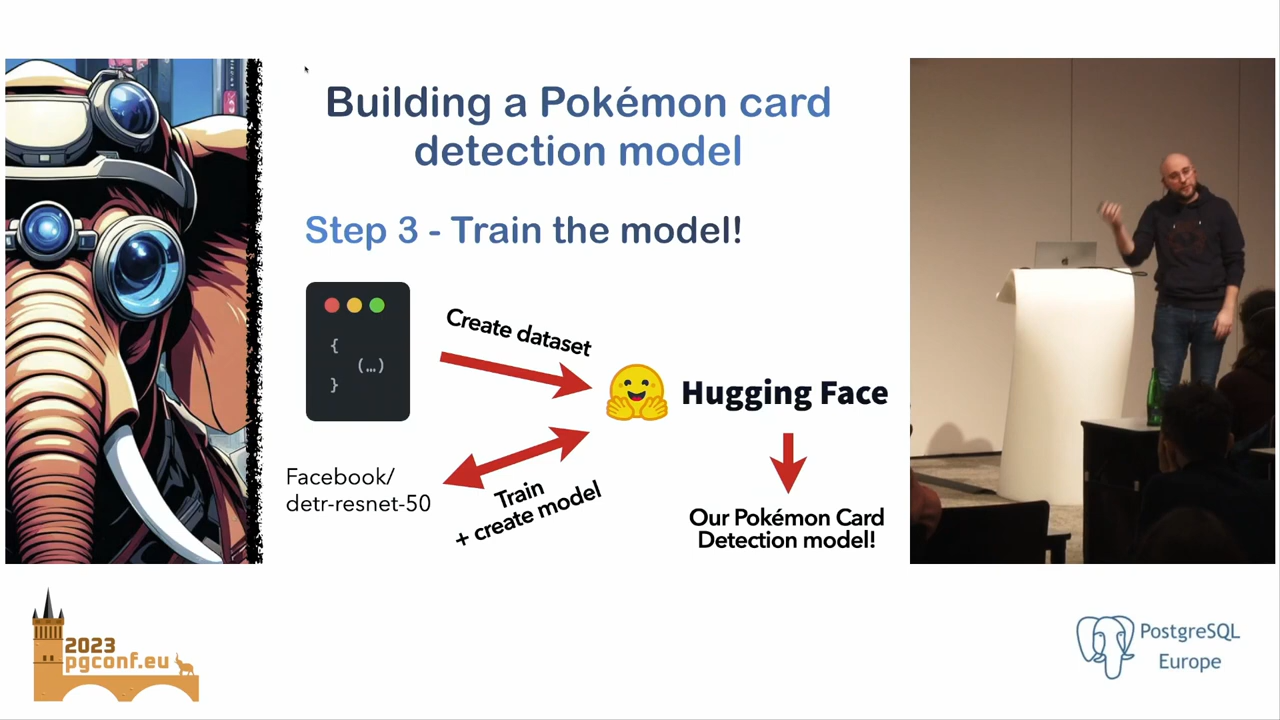 Building a Pokémon card
detection model
Step 3 - Train the model!
{
(...)
}
Create dataset
Hugging Face
Facebook/
detr-resnet-50
Train
+ create model
Our Pokémon Card
Detection model!
2023
pgconf.eu
PostgreSQL
Europe